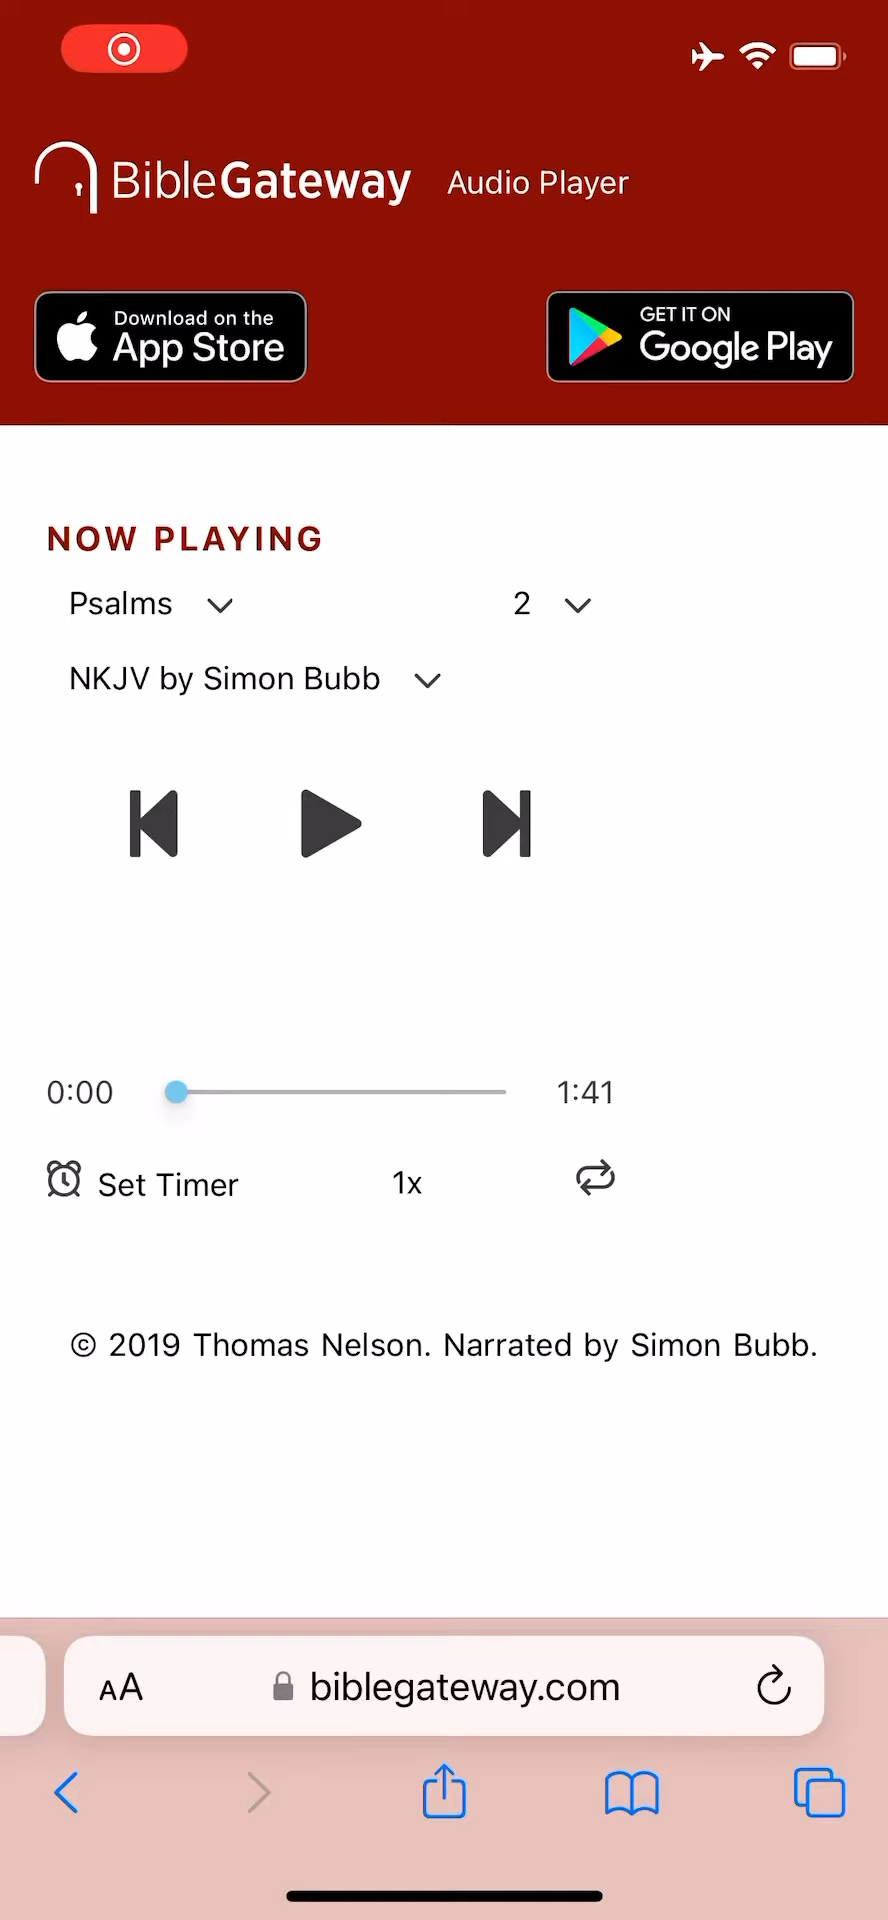 BibleGateway Audio Player
Download on the
App Store
GET IT ON
Google Play
NOW PLAYING
Psalms 2
NKJV by Simon Bubb
0:00 1:41
Set Timer 1x
© 2019 Thomas Nelson. Narrated by Simon Bubb.
AA biblegateway.com